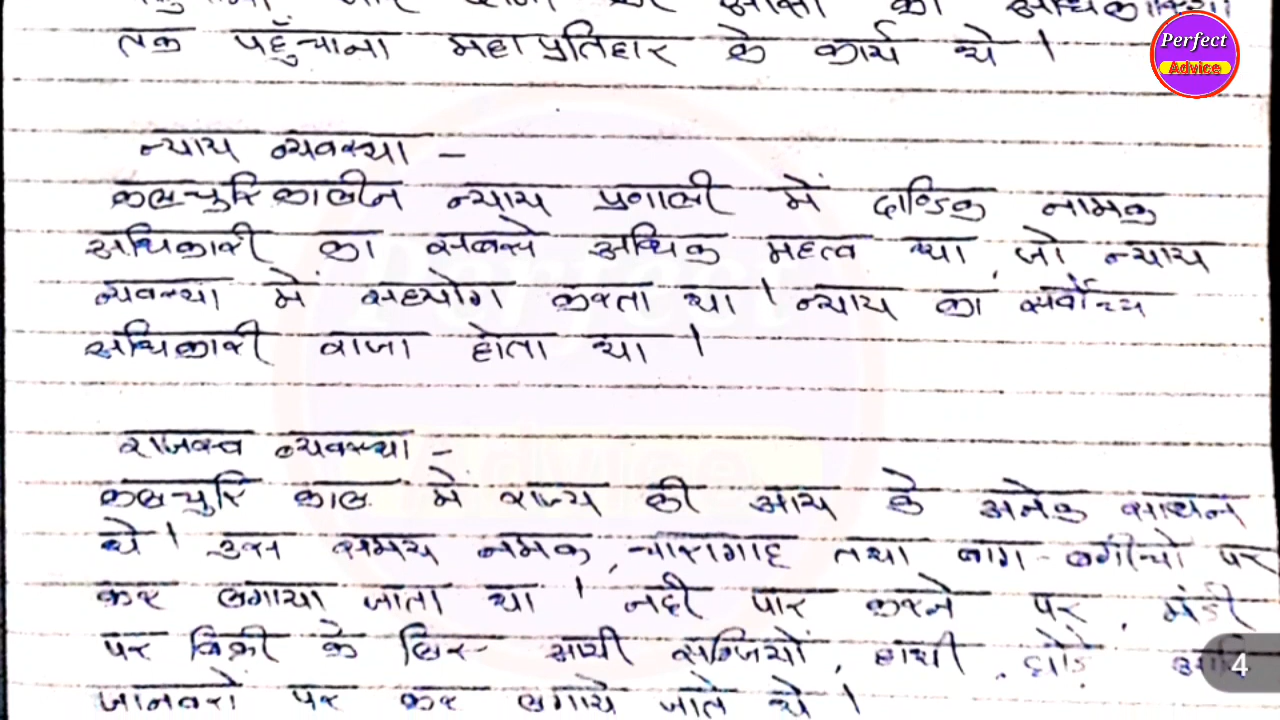 तक पहुँचाना महाप्रतिहार के कार्य थे ।
Perfect
Advice
न्याय व्यवस्था –
कलचुरि कालीन न्याय प्रणाली में दाण्डिक नामक
अधिकारी का सबसे अधिक महत्व था, जो न्याय
व्यवस्था में सहयोग करता था । न्याय का सर्वोच्च
अधिकारी राजा होता था ।
राजस्व व्यवस्था –
कलचुरि काल में राज्य की आय के अनेक साधन
थे । उस समय नमक, चारागाह तथा बाग-बगीचो पर
कर लगाया जाता था । नदी पार करने पर, मंडी
पर बिक्री के लिए आयी सब्जियों, हाथी, घोड़े
जानवरों पर कर लगाये जाते थे ।
4